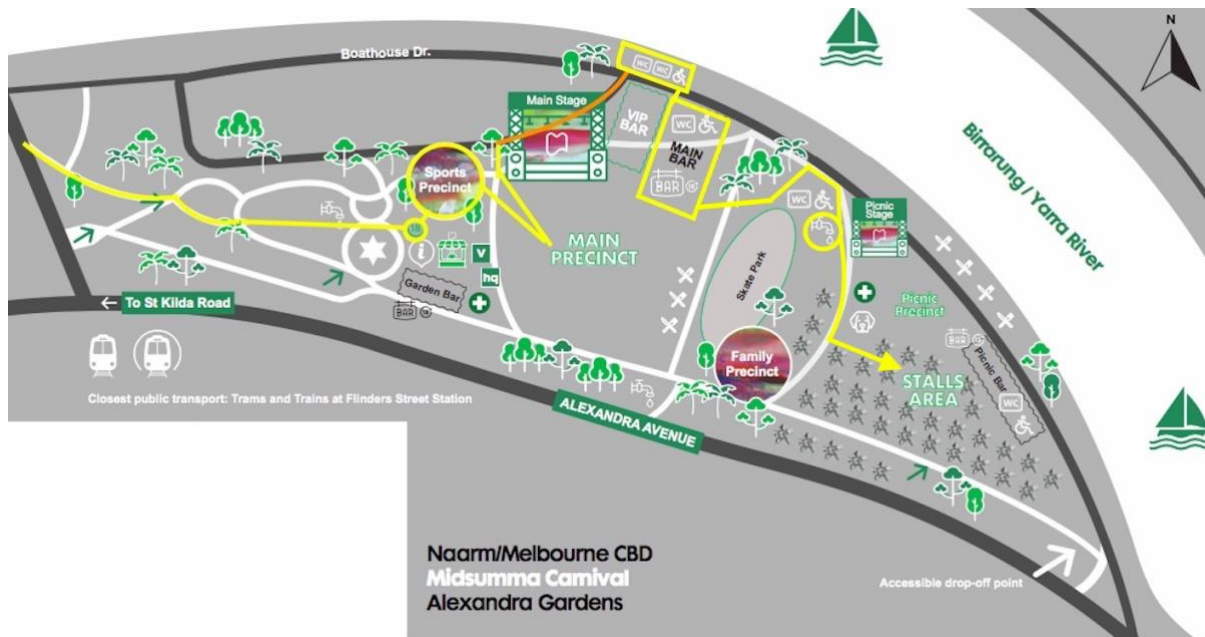 N
Boathouse Dr.
Main Stage
WC WC
VIP
BAR
WC
MAIN
BAR
BAR
Birrarung / Yarra River
Sports
Precinct
WC
Picnic
Stage
MAIN
PRECINCT
i
V
hq
Skate Park
Garden Bar
BAR
Picnic
Precinct
To St Kilda Road
Family
Precinct
BAR
Picnic Bar
WC
STALLS
AREA
Closest public transport: Trams and Trains at Flinders Street Station
ALEXANDRA AVENUE
Naarm/Melbourne CBD
Midsumma Carnival
Alexandra Gardens
Accessible drop-off point